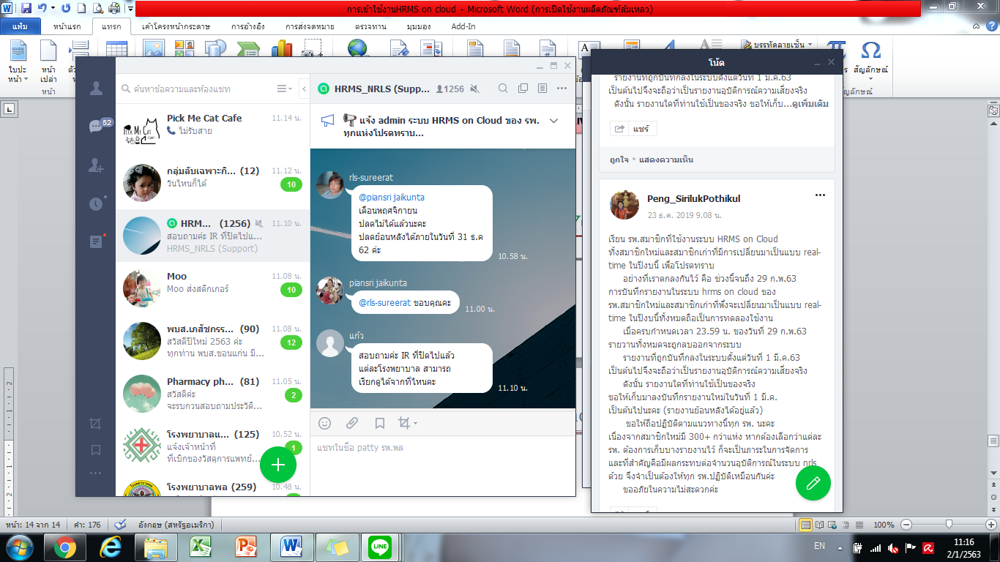 การเข้าใช้งานHRMS on cloud - Microsoft Word (การเปิดใช้งานผลิตภัณฑ์ล้มเหลว)
แฟ้ม
หน้าแรก
แทรก
เค้าโครงหน้ากระดาษ
การอ้างอิง
การส่งจดหมาย
ตรวจทาน
มุมมอง
Add-In
ใบปะ
หน้า
หน้า
เปล่า
หน้า
บรรทัดลายเซ็น
สัญลักษณ์
ค้นหาข้อความและห้องแชท
52
Pick Me Cat Cafe
11.14 น.
ไม่รับสาย
กลุ่มลับเฉพาะกิ... (12)
11.12 น.
วันไหนก็ได้
10
HRM... (1256)
11.10 น.
สอบถามค่ะ IR ที่ปิดไปแ...
HRMS_NRLS (Support)
Moo
11.08 น.
Moo ส่งสติกเกอร์
10
พบส.เภสัชกรร... (90)
11.08 น.
สวัสดีปีใหม่ 2563 ค่ะ
ทุกท่าน พบส.ขอนแก่น มี...
12
Pharmacy ph... (81)
11.05 น.
สวัสดีค่ะ
จะรบกวนสอบถามประวัติ...
2
โรงพยาบาลแ... (125)
10.52 น.
แจ้งเจ้าหน้าที่
ที่เบิกของวัสดุการแพทย์...
1
โรงพยาบาลพล (259)
10.48 น.
HRMS_NRLS (Supp... 1256
แจ้ง admin ระบบ HRMS on Cloud ของ รพ.
ทุกแห่งโปรดทราบ...
rls-sureerat
@piansri jaikunta
เดือนพฤศจิกายน
ปลดไม่ได้แล้วนะคะ
ปลดย้อนหลังได้ภายในวันที่ 31 ธ.ค
62 ค่ะ
10.58 น.
piansri jaikunta
@rls-sureerat ขอบคุณคะ
11.00 น.
แก้ว
สอบถามค่ะ IR ที่ปิดไปแล้ว
แต่ละโรงพยาบาล สามารถ
เรียกดูได้จากที่ไหนคะ
11.10 น.
แชทในชื่อ patty รพ.พล
โน้ต
รายงานที่ถูกบันทึกลงในระบบตั้งแต่วันที่ 1 มี.ค.63
เป็นต้นไปจึงจะถือว่าเป็นรายงานอุบัติการณ์ความเสี่ยงจริง
ดังนั้น รายงานใดที่ท่านใช้เป็นของจริง ขอให้เก็บ...ดูเพิ่มเติม
แชร์
ถูกใจ • แสดงความเห็น
Peng_SirilukPothikul
23 ธ.ค. 2019 9.08 น.
เรียน รพ.สมาชิกที่ใช้งานระบบ HRMS on Cloud
ทั้งสมาชิกใหม่และสมาชิกเก่าที่มีการเปลี่ยนมาเป็นแบบ real-
time ในปีงบนี้ เพื่อโปรดทราบ
อย่างที่เราตกลงกันไว้ คือ ช่วงนี้จนถึง 29 ก.พ.63
การบันทึกรายงานในระบบ hrms on cloud ของ
รพ.สมาชิกใหม่และสมาชิกเก่าที่พึ่งจะเปลี่ยนมาเป็นแบบ real-
time ในปีงบนี้ทั้งหมดถือเป็นการทดลองใช้งาน
เมื่อครบกำหนดเวลา 23.59 น. ของวันที่ 29 ก.พ.63
รายวานทั้งหมดจะถูกลบออกจากระบบ
รายงานที่ถูกบันทึกลงในระบบตั้งแต่วันที่ 1 มี.ค.63
เป็นต้นไปจึงจะถือว่าเป็นรายงานอุบัติการณ์ความเสี่ยงจริง
ดังนั้น รายงานใดที่ท่านใช้เป็นของจริง
ขอให้เก็บมาลงบันทึกรายงานใหม่ในวันที่ 1 มี.ค.
เป็นต้นไปนะคะ (รายงานย้อนหลังได้อยู่แล้ว)
ขอให้ถือปฏิบัติตามแนวทางนี้ทุก รพ. นะคะ
เนื่องจากสมาชิกใหม่มี 300+ กว่าแห่ง หากต้องเลือกว่าแต่ละ
รพ. ต้องการเก็บบางรายงานไว้ ก็จะเป็นภาระในการจัดการ
และที่สำคัญคือมีผลกระทบต่อจำนวนอุบัติการณ์ในระบบ nrls
ด้วย จึงจำเป็นต้องให้ทุก รพ.ปฏิบัติเหมือนกันค่ะ
ขออภัยในความไม่สะดวกค่ะ
หน้า: 14 จาก 14
คำ: 176
อังกฤษ (สหรัฐอเมริกา)
100%
LINE
EN
11:16
2/1/2563